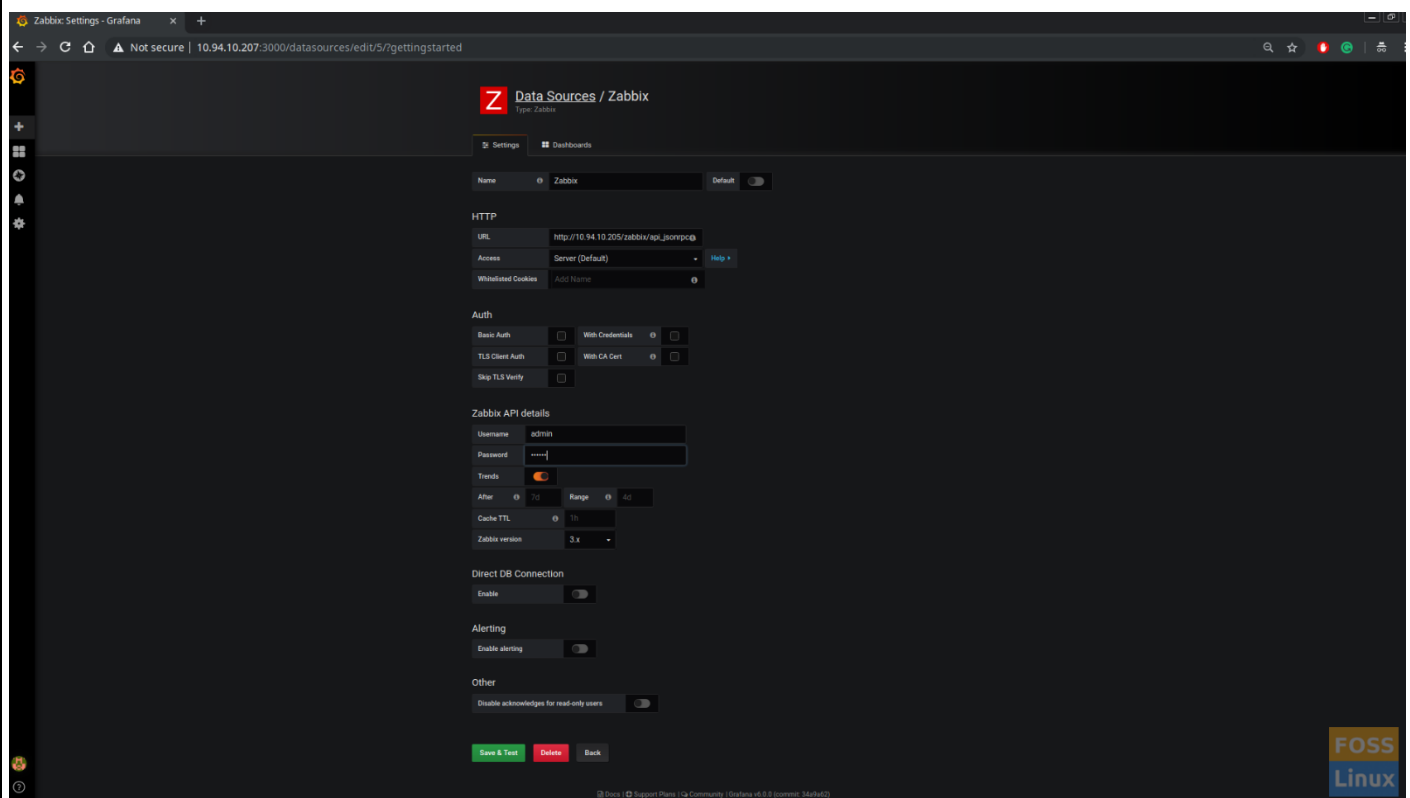 Zabbix: Settings - Grafana
Not secure | 10.94.10.207:3000/datasources/edit/5/?gettingstarted
Z Data Sources / Zabbix
Type: Zabbix
Settings Dashboards
Name Zabbix Default
HTTP
URL http://10.94.10.205/zabbix/api_jsonrpc
Access Server (Default) Help
Whitelisted Cookies Add Name
Auth
Basic Auth With Credentials
TLS Client Auth With CA Cert
Skip TLS Verify
Zabbix API details
Username admin
Password ••••••
Trends
After 7d Range 4d
Cache TTL 1h
Zabbix version 3.x
Direct DB Connection
Enable
Alerting
Enable alerting
Other
Disable acknowledges for read-only users
Save & Test Delete Back
Docs | Support Plans | Community | Grafana v6.0.0 (commit: 34a9a62)
FOSS
Linux